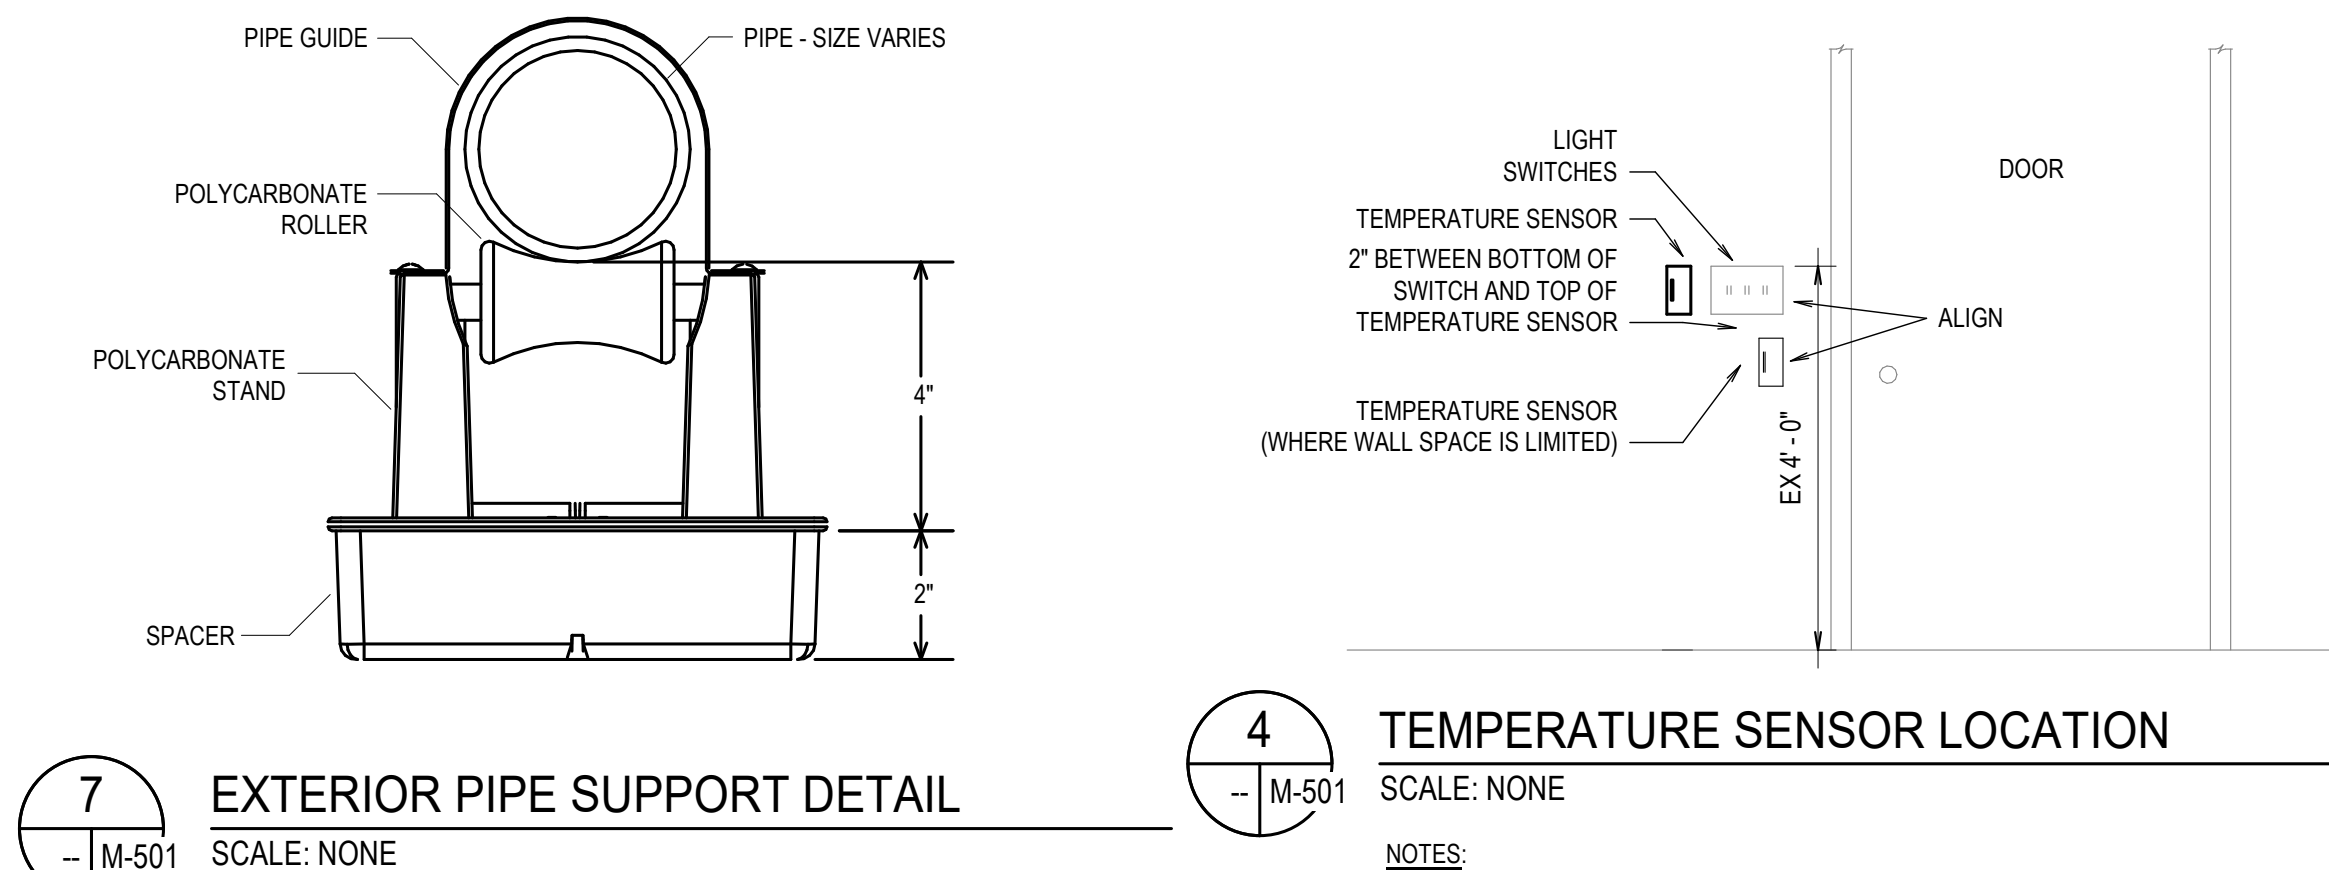 PIPE GUIDE
PIPE - SIZE VARIES
POLYCARBONATE
ROLLER
POLYCARBONATE
STAND
4"
2"
SPACER
7
-- M-501
EXTERIOR PIPE SUPPORT DETAIL
SCALE: NONE
LIGHT
SWITCHES
DOOR
TEMPERATURE SENSOR
2" BETWEEN BOTTOM OF
SWITCH AND TOP OF
TEMPERATURE SENSOR
ALIGN
TEMPERATURE SENSOR
(WHERE WALL SPACE IS LIMITED)
EX 4' - 0"
4
-- M-501
TEMPERATURE SENSOR LOCATION
SCALE: NONE
NOTES: